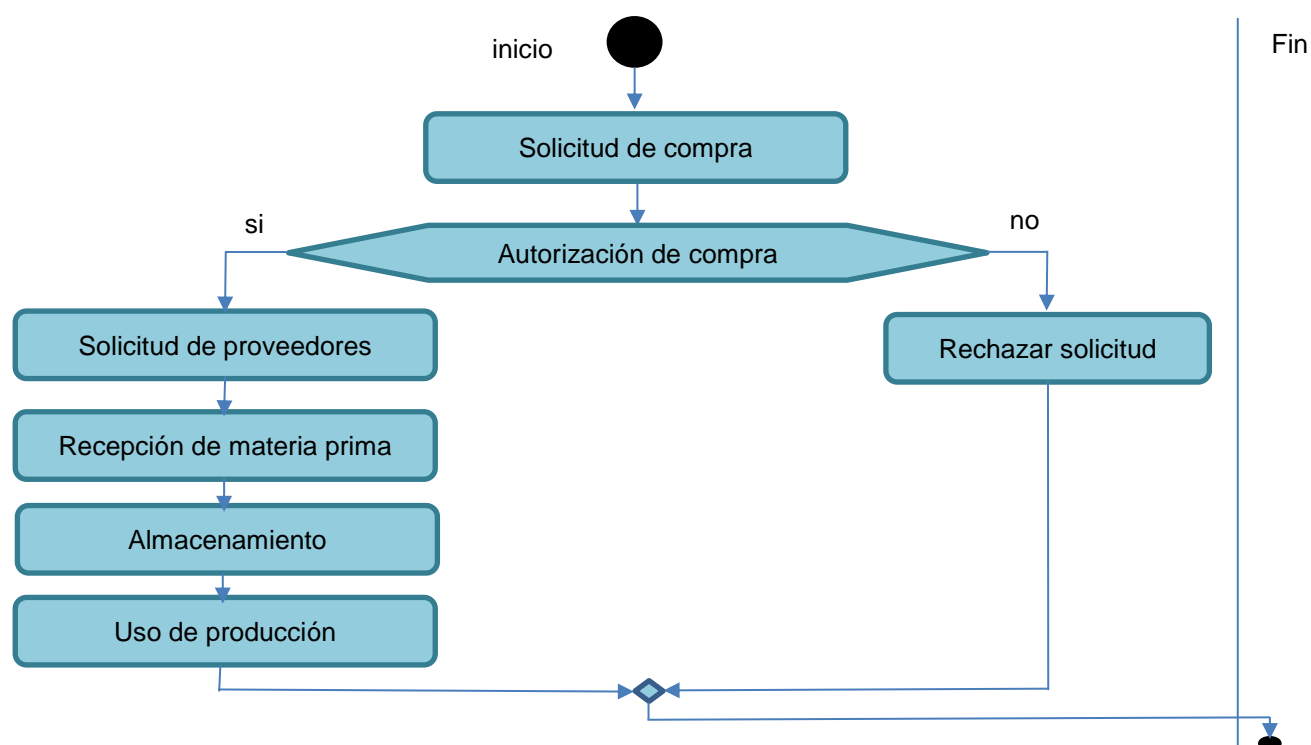 inicio
Fin
Solicitud de compra
si
no
Autorización de compra
Solicitud de proveedores
Rechazar solicitud
Recepción de materia prima
Almacenamiento
Uso de producción